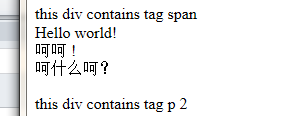 this div contains tag span
Hello world!
呵呵！
呵什么呵？
this div contains tag p 2